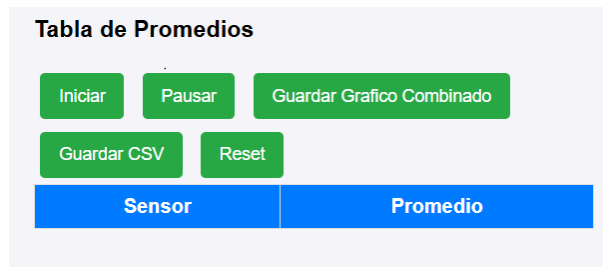 Tabla de Promedios
Iniciar Pausar Guardar Grafico Combinado
Guardar CSV Reset
Sensor Promedio